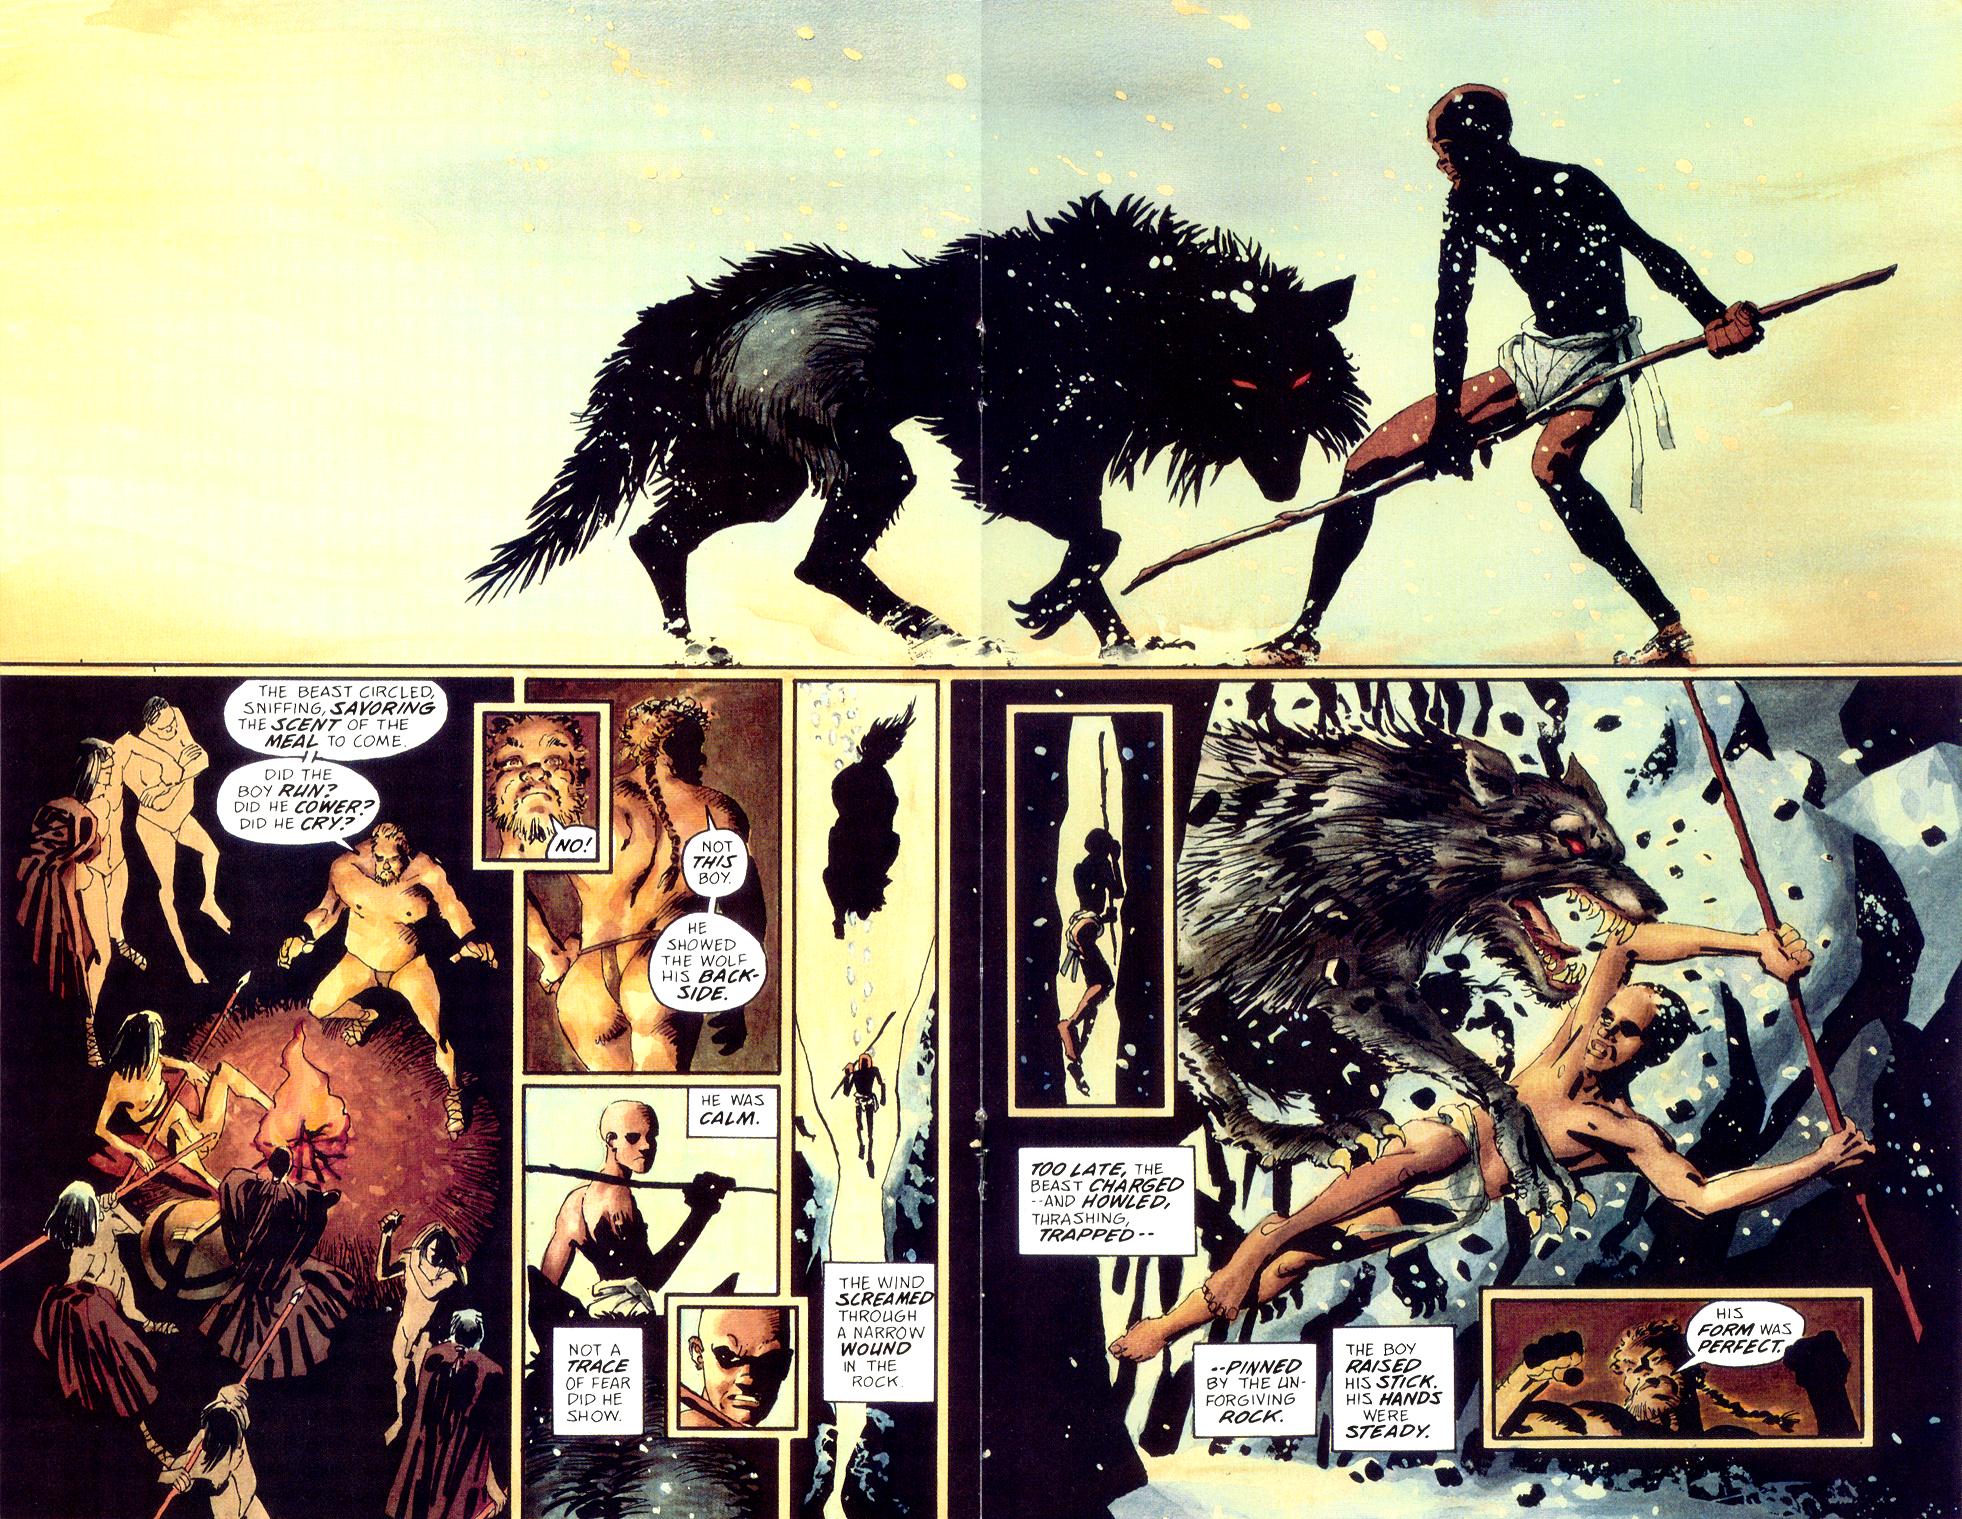 THE BEAST CIRCLED,
SNIFFING, SAVORING
THE SCENT OF THE
MEAL TO COME.
DID THE
BOY RUN?
DID HE COWER?
DID HE CRY?
NO!
NOT
THIS
BOY.
HE
SHOWED
THE WOLF
HIS BACK-
SIDE.
HE WAS
CALM.
NOT A
TRACE
OF FEAR
DID HE
SHOW.
THE WIND
SCREAMED
THROUGH
A NARROW
WOUND
IN THE
ROCK.
TOO LATE, THE
BEAST CHARGED
--AND HOWLED,
THRASHING,
TRAPPED--
--PINNED
BY THE UN-
FORGIVING
ROCK.
THE BOY
RAISED
HIS STICK.
HIS HANDS
WERE
STEADY.
HIS
FORM WAS
PERFECT.